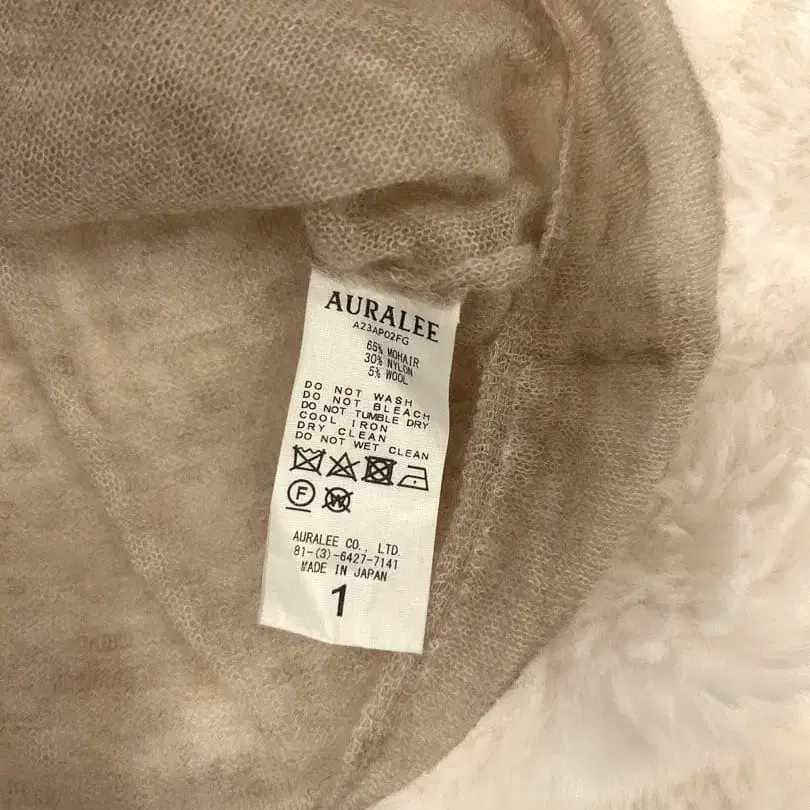 AURALEE
A23AP02FG
65% MOHAIR
30% NYLON
5% WOOL
DO NOT WASH
DO NOT BLEACH
DO NOT TUMBLE DRY
COOL IRON
DRY CLEAN
DO NOT WET CLEAN
F W
AURALEE CO., LTD.
81-(3)-6427-7141
MADE IN JAPAN
1